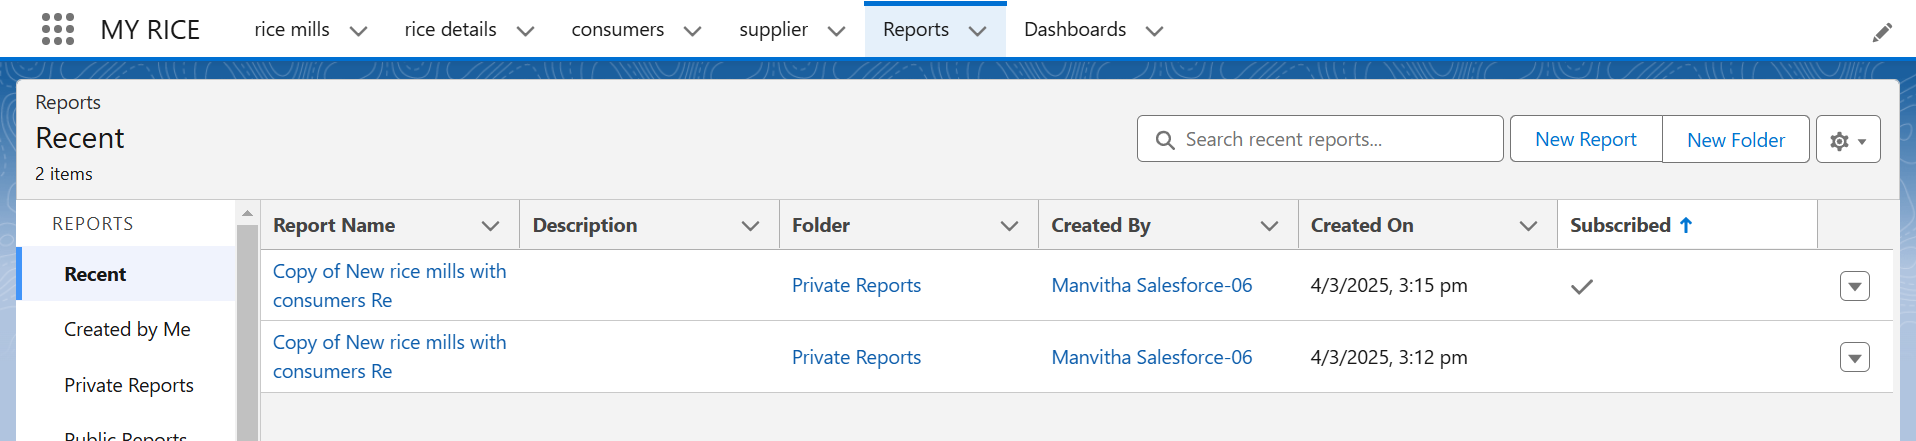 MY RICE rice mills rice details consumers supplier Reports Dashboards
Reports
Recent
2 items
Search recent reports...
New Report
New Folder
REPORTS
Recent
Created by Me
Private Reports
Public Reports
Report Name Description Folder Created By Created On Subscribed
Copy of New rice mills with
consumers Re
Private Reports Manvitha Salesforce-06 4/3/2025, 3:15 pm
Copy of New rice mills with
consumers Re
Private Reports Manvitha Salesforce-06 4/3/2025, 3:12 pm